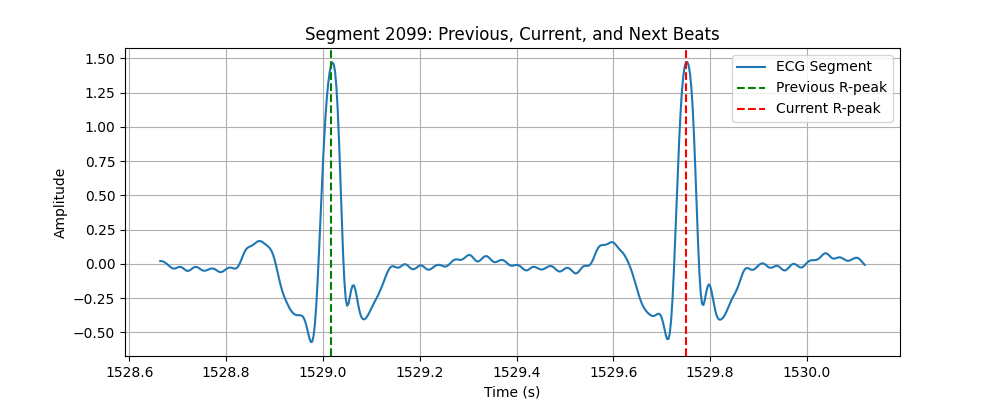 Segment 2099: Previous, Current, and Next Beats
1.50
1.25
1.00
0.75
0.50
0.25
0.00
−0.25
−0.50
Amplitude
ECG Segment
Previous R-peak
Current R-peak
1528.6 1528.8 1529.0 1529.2 1529.4 1529.6 1529.8 1530.0
Time (s)